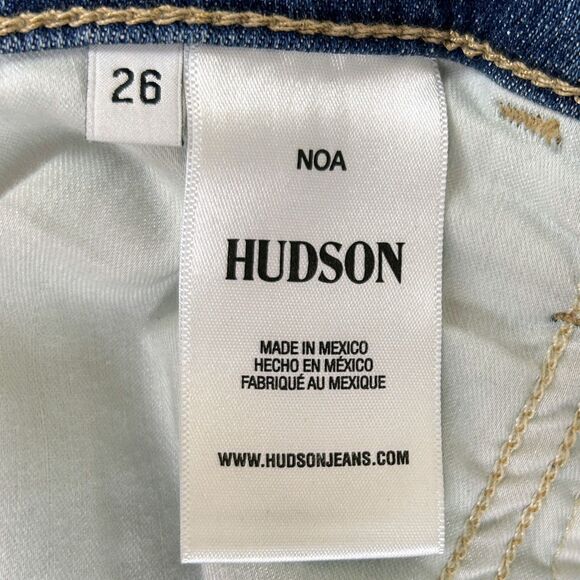 26
NOA
HUDSON
MADE IN MEXICO
HECHO EN MÉXICO
FABRIQUÉ AU MEXIQUE
WWW.HUDSONJEANS.COM